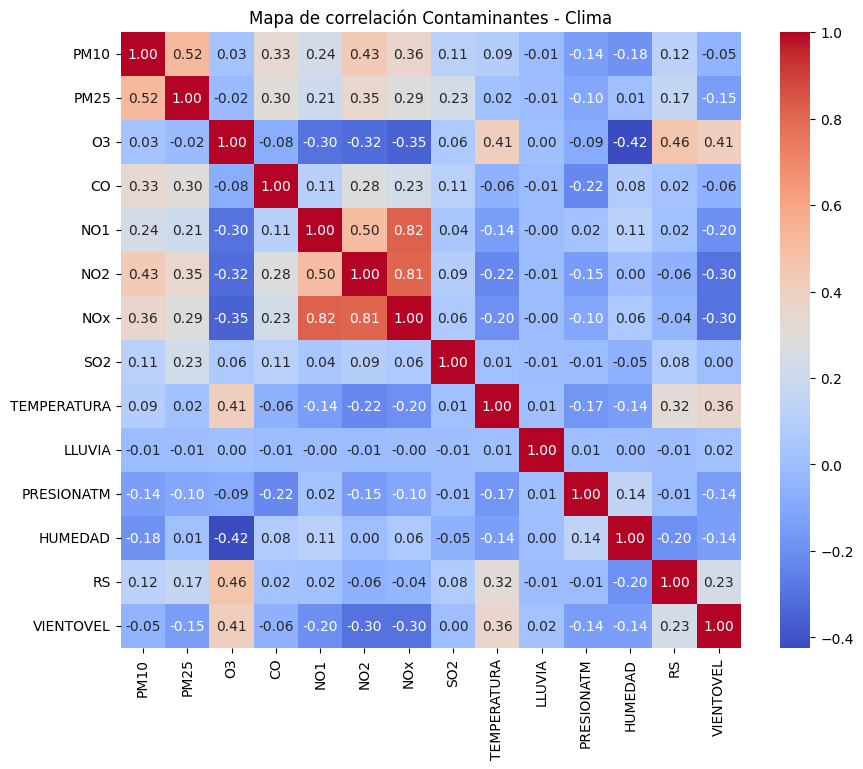 Mapa de correlación Contaminantes - Clima
PM10 1.00 0.52 0.03 0.33 0.24 0.43 0.36 0.11 0.09 -0.01 -0.14 -0.18 0.12 -0.05
PM25 0.52 1.00 -0.02 0.30 0.21 0.35 0.29 0.23 0.02 -0.01 -0.10 0.01 0.17 -0.15
O3 0.03 -0.02 1.00 -0.08 -0.30 -0.32 -0.35 0.06 0.41 0.00 -0.09 -0.42 0.46 0.41
CO 0.33 0.30 -0.08 1.00 0.11 0.28 0.23 0.11 -0.06 -0.01 -0.22 0.08 0.02 -0.06
NO1 0.24 0.21 -0.30 0.11 1.00 0.50 0.82 0.04 -0.14 -0.00 0.02 0.11 0.02 -0.20
NO2 0.43 0.35 -0.32 0.28 0.50 1.00 0.81 0.09 -0.22 -0.01 -0.15 0.00 -0.06 -0.30
NOx 0.36 0.29 -0.35 0.23 0.82 0.81 1.00 0.06 -0.20 -0.00 -0.10 0.06 -0.04 -0.30
SO2 0.11 0.23 0.06 0.11 0.04 0.09 0.06 1.00 0.01 -0.01 -0.01 -0.05 0.08 0.00
TEMPERATURA 0.09 0.02 0.41 -0.06 -0.14 -0.22 -0.20 0.01 1.00 0.01 -0.17 -0.14 0.32 0.36
LLUVIA -0.01 -0.01 0.00 -0.01 -0.00 -0.01 -0.00 -0.01 0.01 1.00 0.01 0.00 -0.01 0.02
PRESIONATM -0.14 -0.10 -0.09 -0.22 0.02 -0.15 -0.10 -0.01 -0.17 0.01 1.00 0.14 -0.01 -0.14
HUMEDAD -0.18 0.01 -0.42 0.08 0.11 0.00 0.06 -0.05 -0.14 0.00 0.14 1.00 -0.20 -0.14
RS 0.12 0.17 0.46 0.02 0.02 -0.06 -0.04 0.08 0.32 -0.01 -0.01 -0.20 1.00 0.23
VIENTOVEL -0.05 -0.15 0.41 -0.06 -0.20 -0.30 -0.30 0.00 0.36 0.02 -0.14 -0.14 0.23 1.00
PM10 PM25 O3 CO NO1 NO2 NOx SO2 TEMPERATURA LLUVIA PRESIONATM HUMEDAD RS VIENTOVEL
1.0
0.8
0.6
0.4
0.2
0.0
−0.2
−0.4